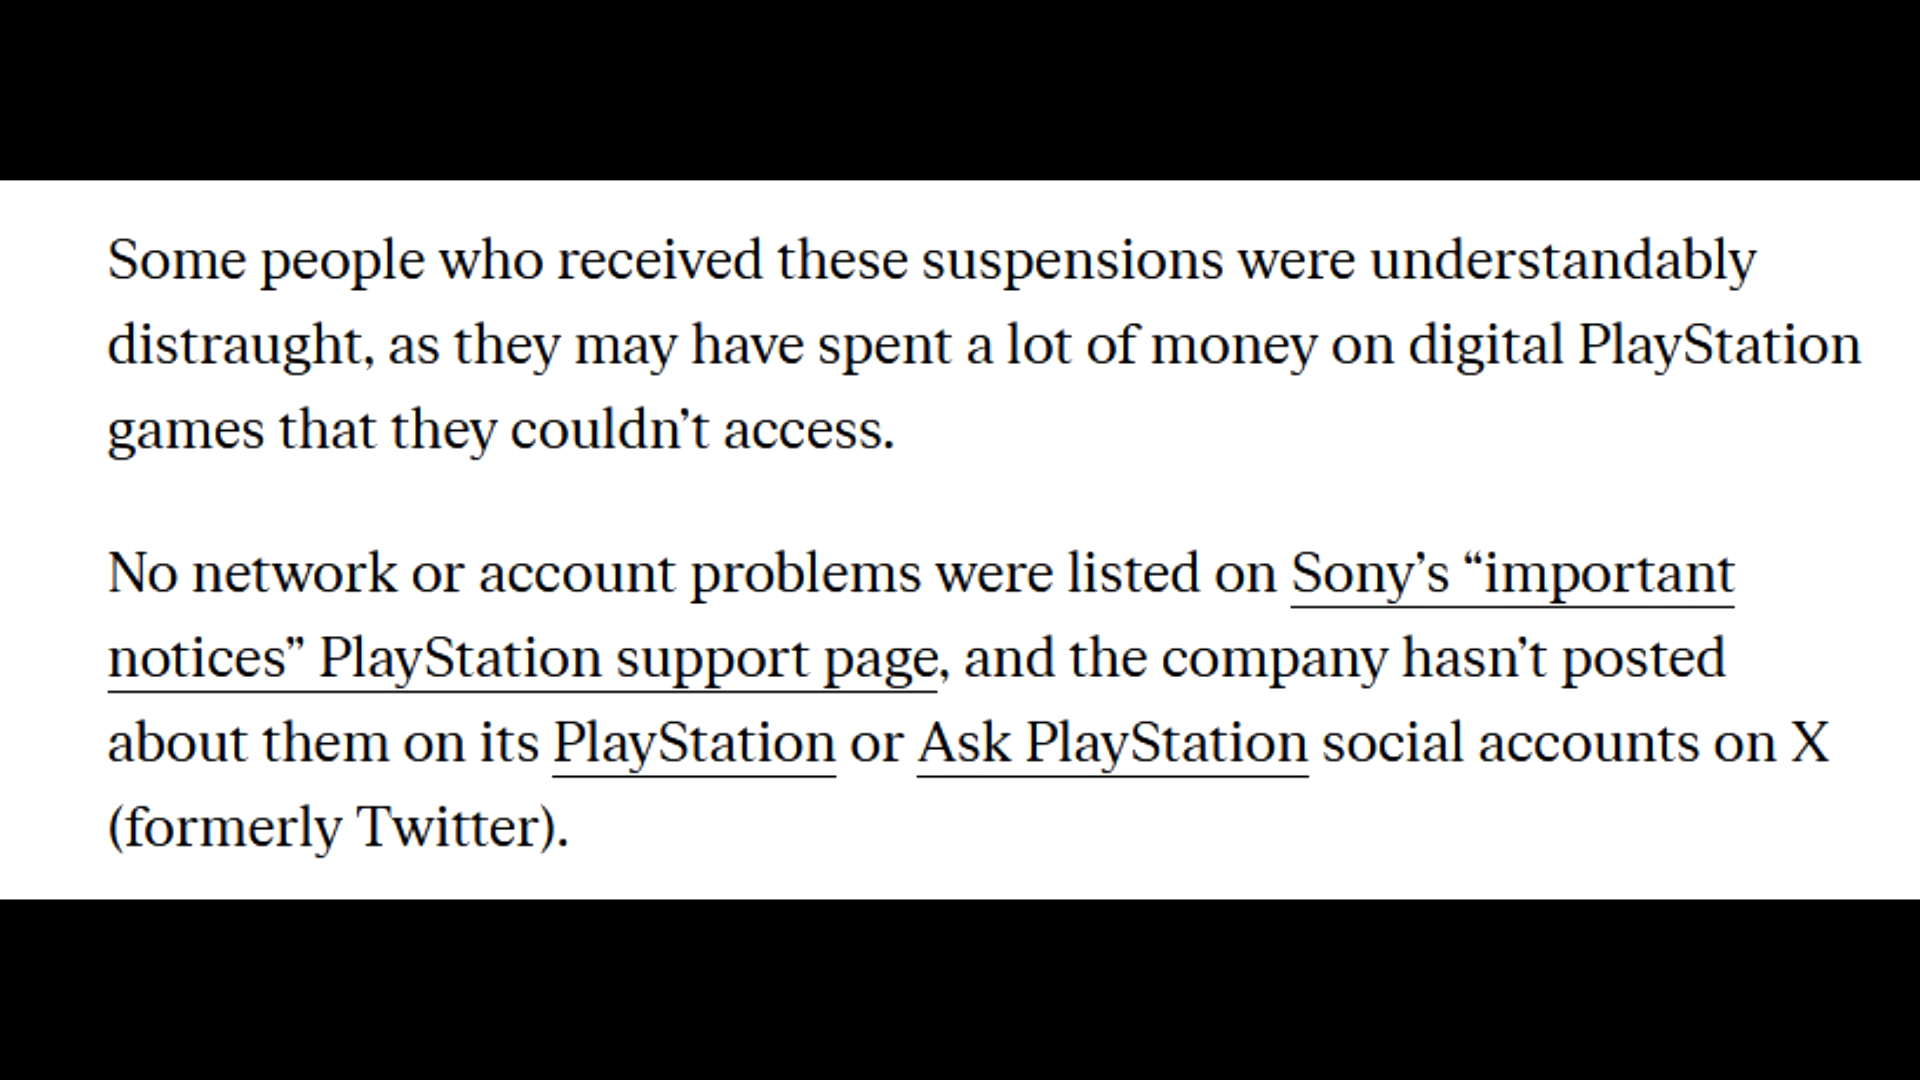 Some people who received these suspensions were understandably
distraught, as they may have spent a lot of money on digital PlayStation
games that they couldn’t access.
No network or account problems were listed on Sony’s “important
notices” PlayStation support page, and the company hasn’t posted
about them on its PlayStation or Ask PlayStation social accounts on X
(formerly Twitter).